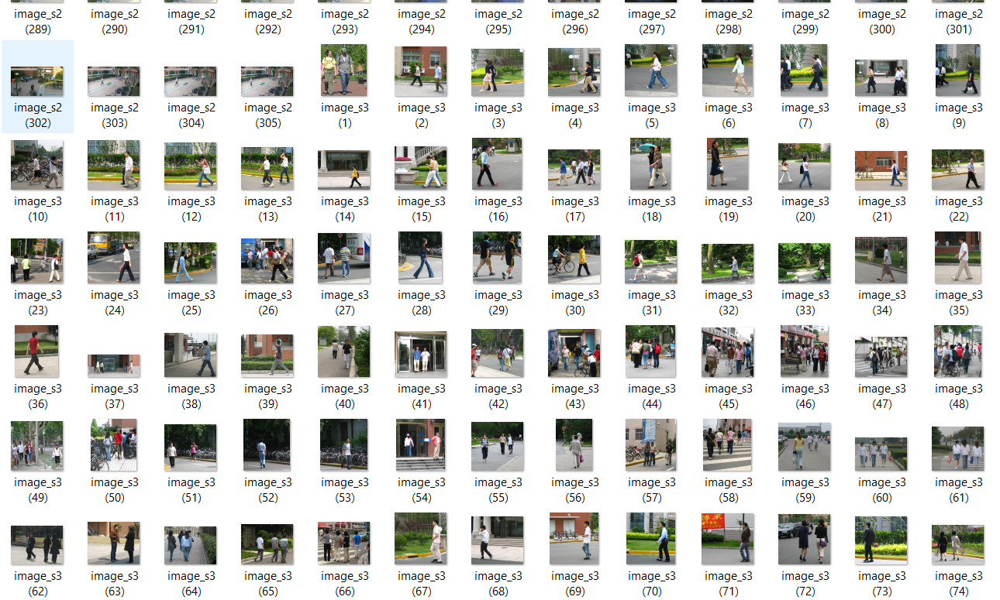 image_s2 image_s2 image_s2 image_s2 image_s2 image_s2 image_s2 image_s2 image_s2 image_s2 image_s2 image_s2 image_s2
(289) (290) (291) (292) (293) (294) (295) (296) (297) (298) (299) (300) (301)
image_s2 image_s2 image_s2 image_s2 image_s3 image_s3 image_s3 image_s3 image_s3 image_s3 image_s3 image_s3 image_s3
(302) (303) (304) (305) (1) (2) (3) (4) (5) (6) (7) (8) (9)
image_s3 image_s3 image_s3 image_s3 image_s3 image_s3 image_s3 image_s3 image_s3 image_s3 image_s3 image_s3 image_s3
(10) (11) (12) (13) (14) (15) (16) (17) (18) (19) (20) (21) (22)
image_s3 image_s3 image_s3 image_s3 image_s3 image_s3 image_s3 image_s3 image_s3 image_s3 image_s3 image_s3 image_s3
(23) (24) (25) (26) (27) (28) (29) (30) (31) (32) (33) (34) (35)
image_s3 image_s3 image_s3 image_s3 image_s3 image_s3 image_s3 image_s3 image_s3 image_s3 image_s3 image_s3 image_s3
(36) (37) (38) (39) (40) (41) (42) (43) (44) (45) (46) (47) (48)
image_s3 image_s3 image_s3 image_s3 image_s3 image_s3 image_s3 image_s3 image_s3 image_s3 image_s3 image_s3 image_s3
(49) (50) (51) (52) (53) (54) (55) (56) (57) (58) (59) (60) (61)
image_s3 image_s3 image_s3 image_s3 image_s3 image_s3 image_s3 image_s3 image_s3 image_s3 image_s3 image_s3 image_s3
(62) (63) (64) (65) (66) (67) (68) (69) (70) (71) (72) (73) (74)